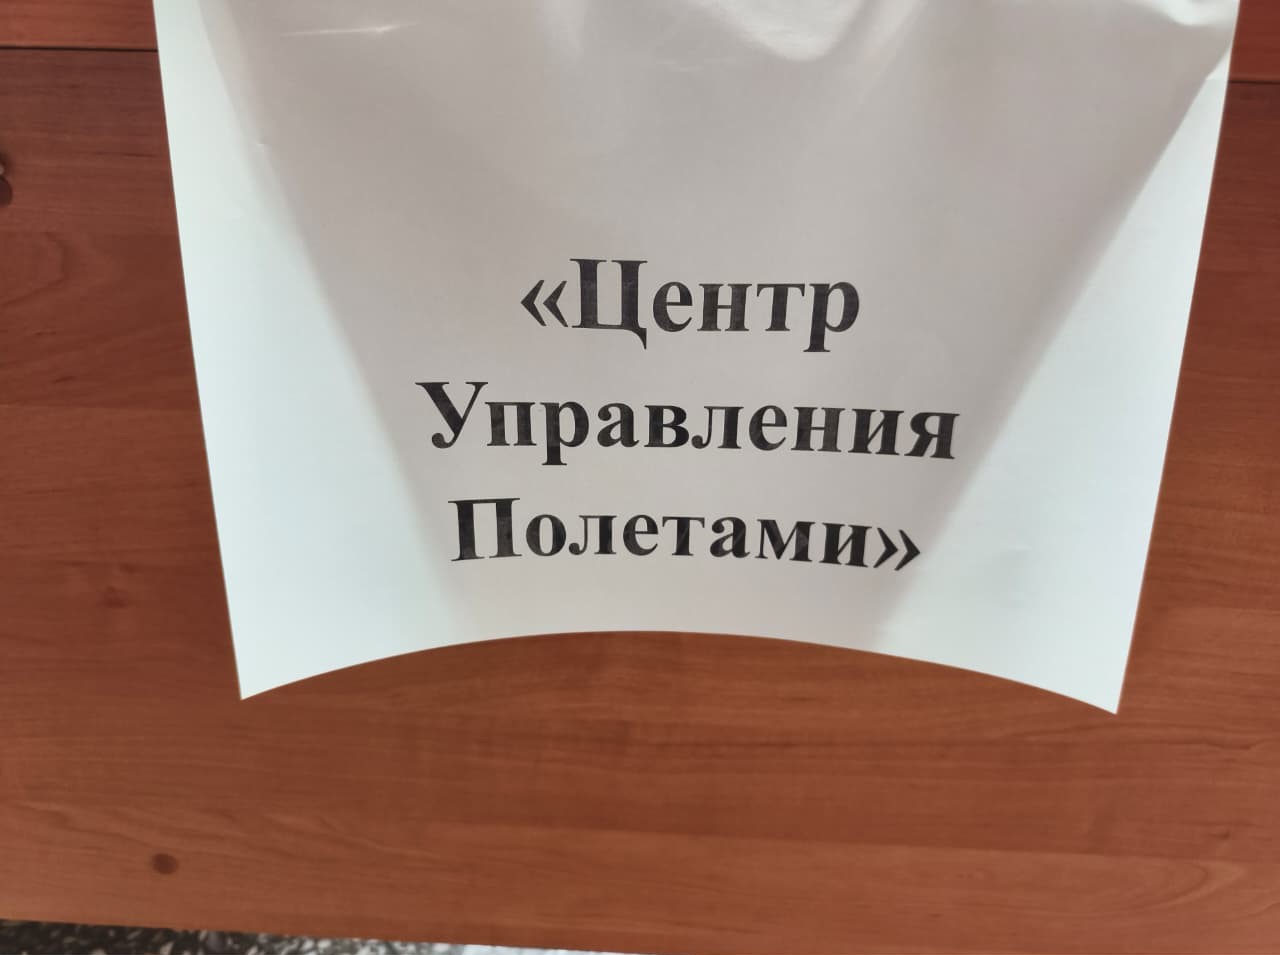 «Центр
Управления
Полетами»